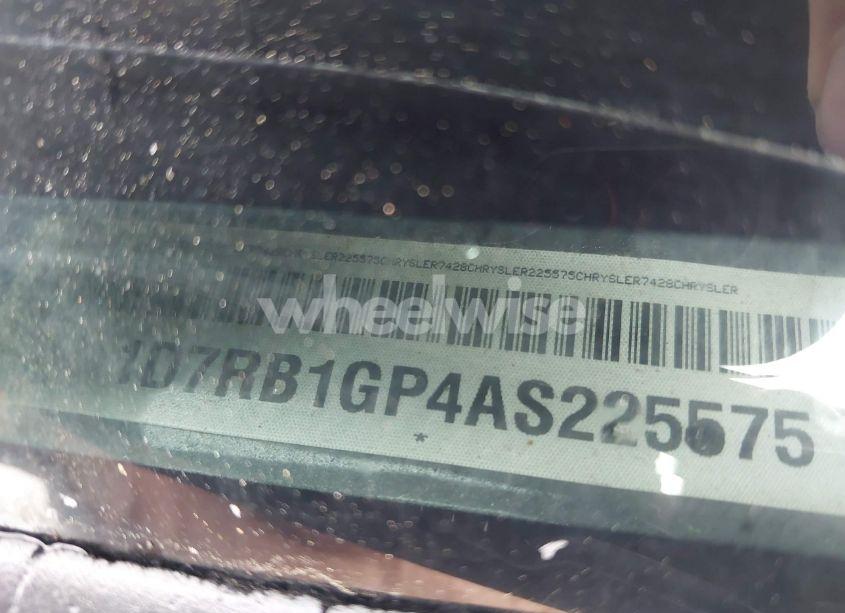 CHRYSLER225575CHRYSLER7428CHRYSLER225575CHRYSLER7428CHRYSLER
wheelwise
1D7RB1GP4AS225575
*